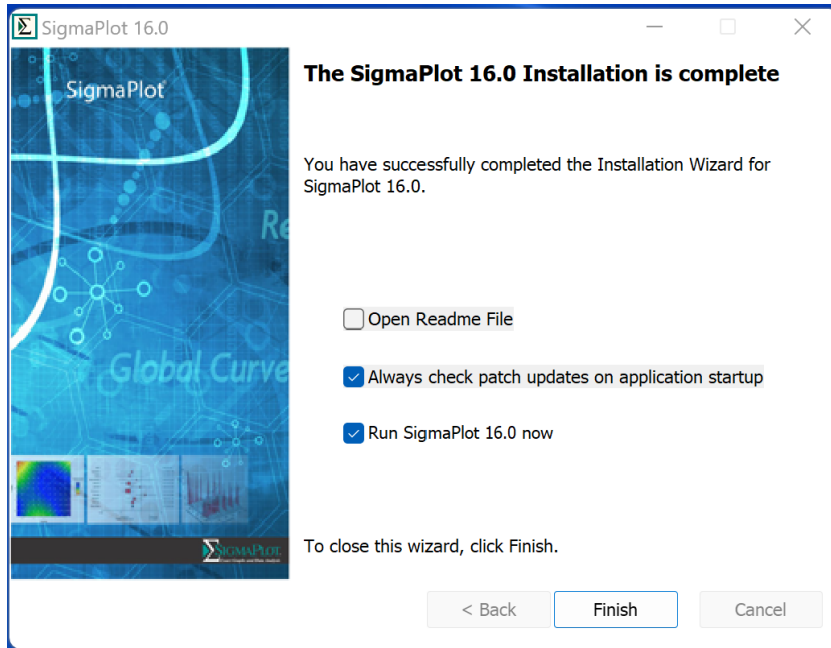 SigmaPlot 16.0
SigmaPlot
The SigmaPlot 16.0 Installation is complete
You have successfully completed the Installation Wizard for
SigmaPlot 16.0.
Global Curve
Open Readme File
Always check patch updates on application startup
Run SigmaPlot 16.0 now
SIGMAPLOT
To close this wizard, click Finish.
< Back
Finish
Cancel